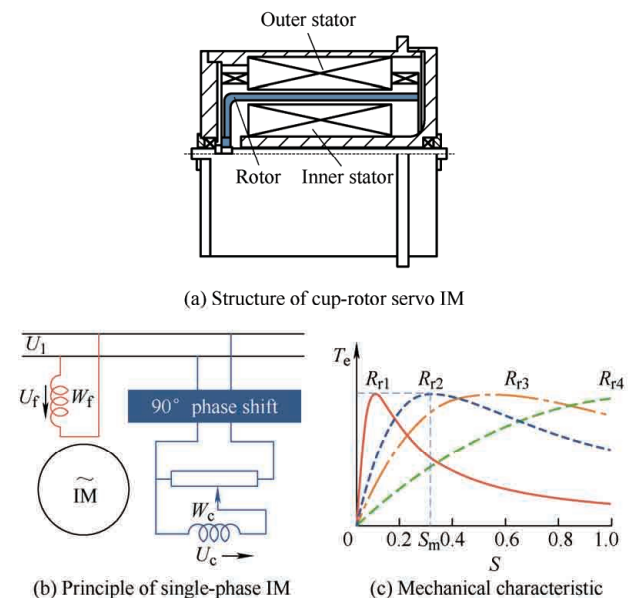 Outer stator
Rotor
Inner stator
(a) Structure of cup-rotor servo IM
U1
Uf
Wf
90° phase shift
~
IM
Wc
Uc
(b) Principle of single-phase IM
Te
Rr1 Rr2 Rr3 Rr4
0 0.2 Sm 0.4 0.6 0.8 1.0
S
(c) Mechanical characteristic